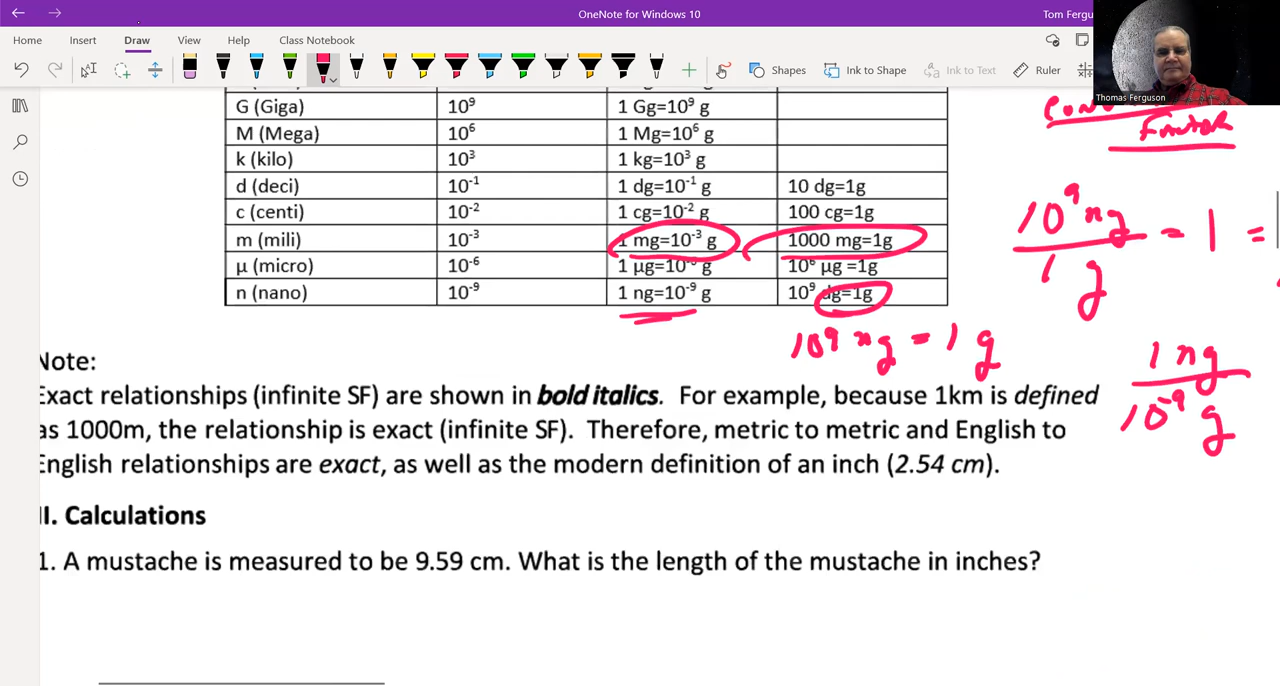 OneNote for Windows 10
Tom Fergu
Home Insert Draw View Help Class Notebook
Shapes Ink to Shape Ink to Text Ruler
Thomas Ferguson
G (Giga) 10⁹ 1 Gg=10⁹ g
M (Mega) 10⁶ 1 Mg=10⁶ g
k (kilo) 10³ 1 kg=10³ g
d (deci) 10⁻¹ 1 dg=10⁻¹ g 10 dg=1g
c (centi) 10⁻² 1 cg=10⁻² g 100 cg=1g
m (mili) 10⁻³ 1 mg=10⁻³ g 1000 mg=1g
μ (micro) 10⁻⁶ 1 μg=10⁻⁶ g 10⁶ μg =1g
n (nano) 10⁻⁹ 1 ng=10⁻⁹ g 10⁹ dg=1g
Factor
10⁹ ng
1 g
= 1 =
10⁹ ng = 1 g
1 ng
10⁻⁹ g
Note:
Exact relationships (infinite SF) are shown in bold italics. For example, because 1km is defined
as 1000m, the relationship is exact (infinite SF). Therefore, metric to metric and English to
English relationships are exact, as well as the modern definition of an inch (2.54 cm).
II. Calculations
1. A mustache is measured to be 9.59 cm. What is the length of the mustache in inches?